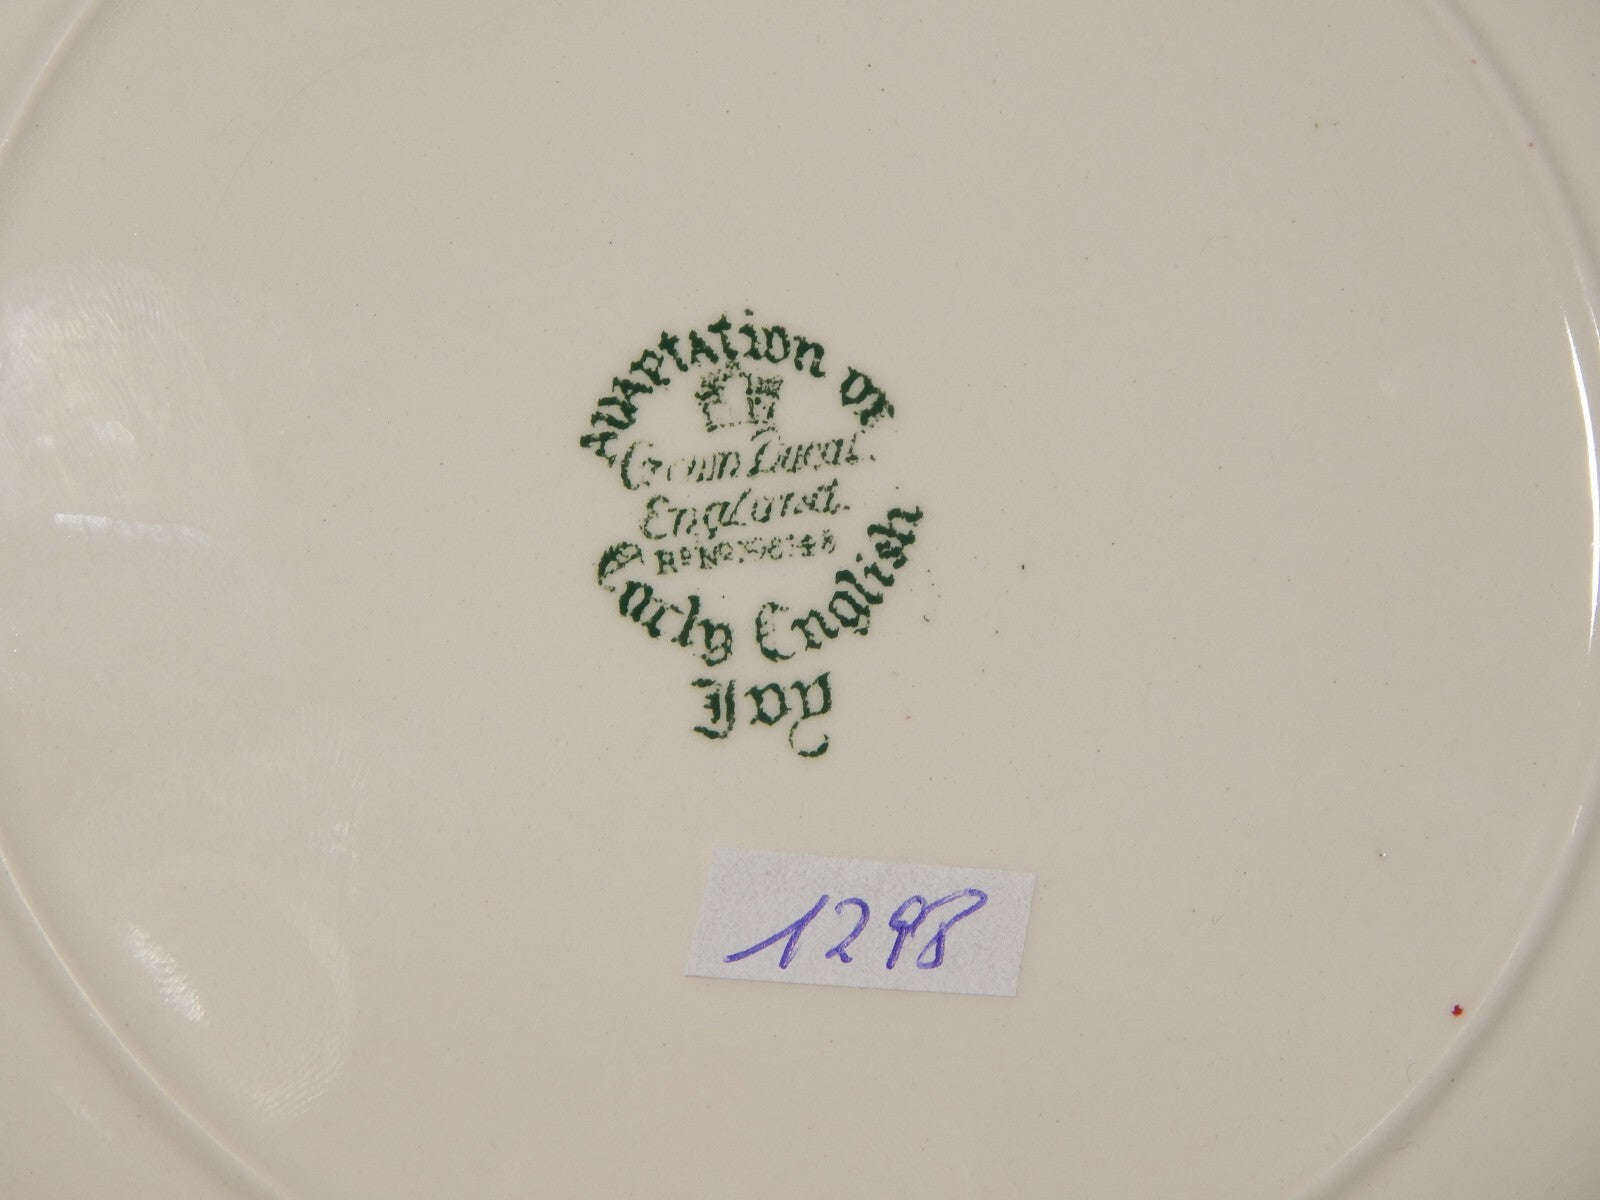 Adaptation of
Crown Ducal.
England.
Early English
Ivy
1298